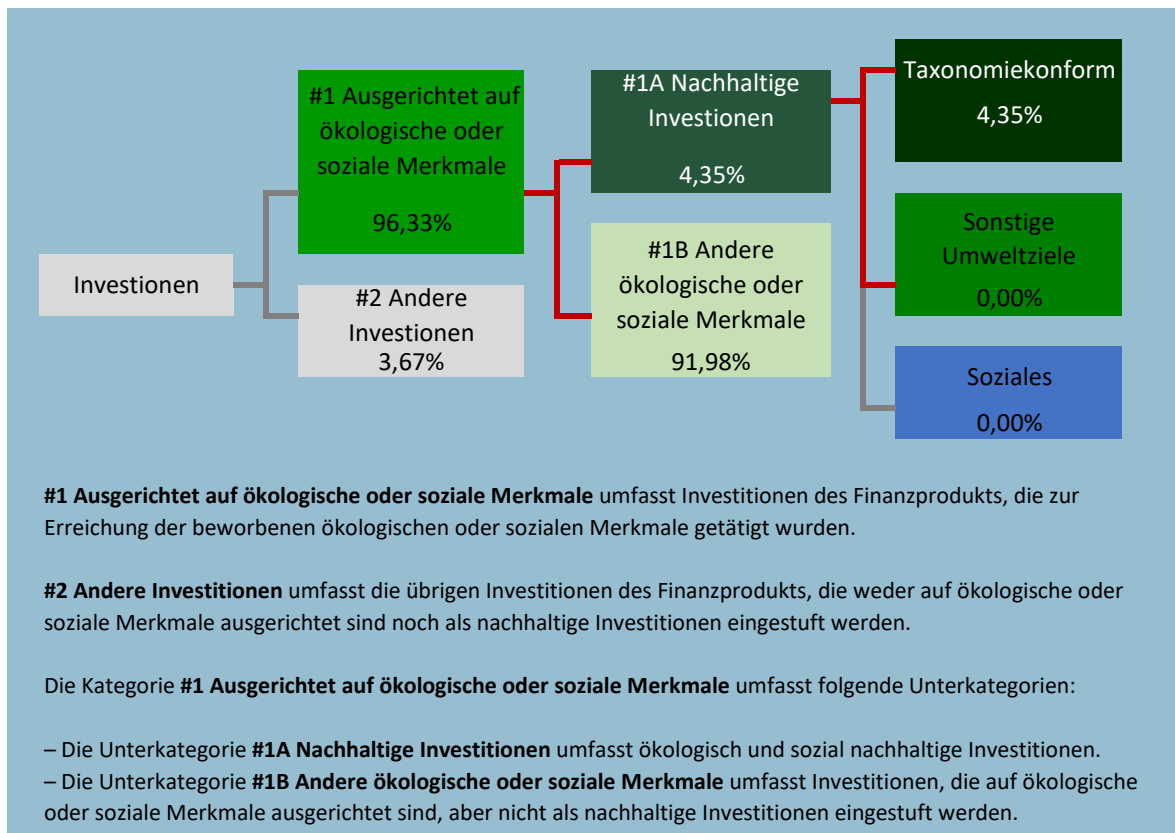 Investionen
#1 Ausgerichtet auf
ökologische oder
soziale Merkmale
96,33%
#2 Andere
Investionen
3,67%
#1A Nachhaltige
Investionen
4,35%
#1B Andere
ökologische oder
soziale Merkmale
91,98%
Taxonomiekonform
4,35%
Sonstige
Umweltziele
0,00%
Soziales
0,00%
#1 Ausgerichtet auf ökologische oder soziale Merkmale umfasst Investitionen des Finanzprodukts, die zur
Erreichung der beworbenen ökologischen oder sozialen Merkmale getätigt wurden.
#2 Andere Investitionen umfasst die übrigen Investitionen des Finanzprodukts, die weder auf ökologische oder
soziale Merkmale ausgerichtet sind noch als nachhaltige Investitionen eingestuft werden.
Die Kategorie #1 Ausgerichtet auf ökologische oder soziale Merkmale umfasst folgende Unterkategorien:
– Die Unterkategorie #1A Nachhaltige Investitionen umfasst ökologisch und sozial nachhaltige Investitionen.
– Die Unterkategorie #1B Andere ökologische oder soziale Merkmale umfasst Investitionen, die auf ökologische
oder soziale Merkmale ausgerichtet sind, aber nicht als nachhaltige Investitionen eingestuft werden.